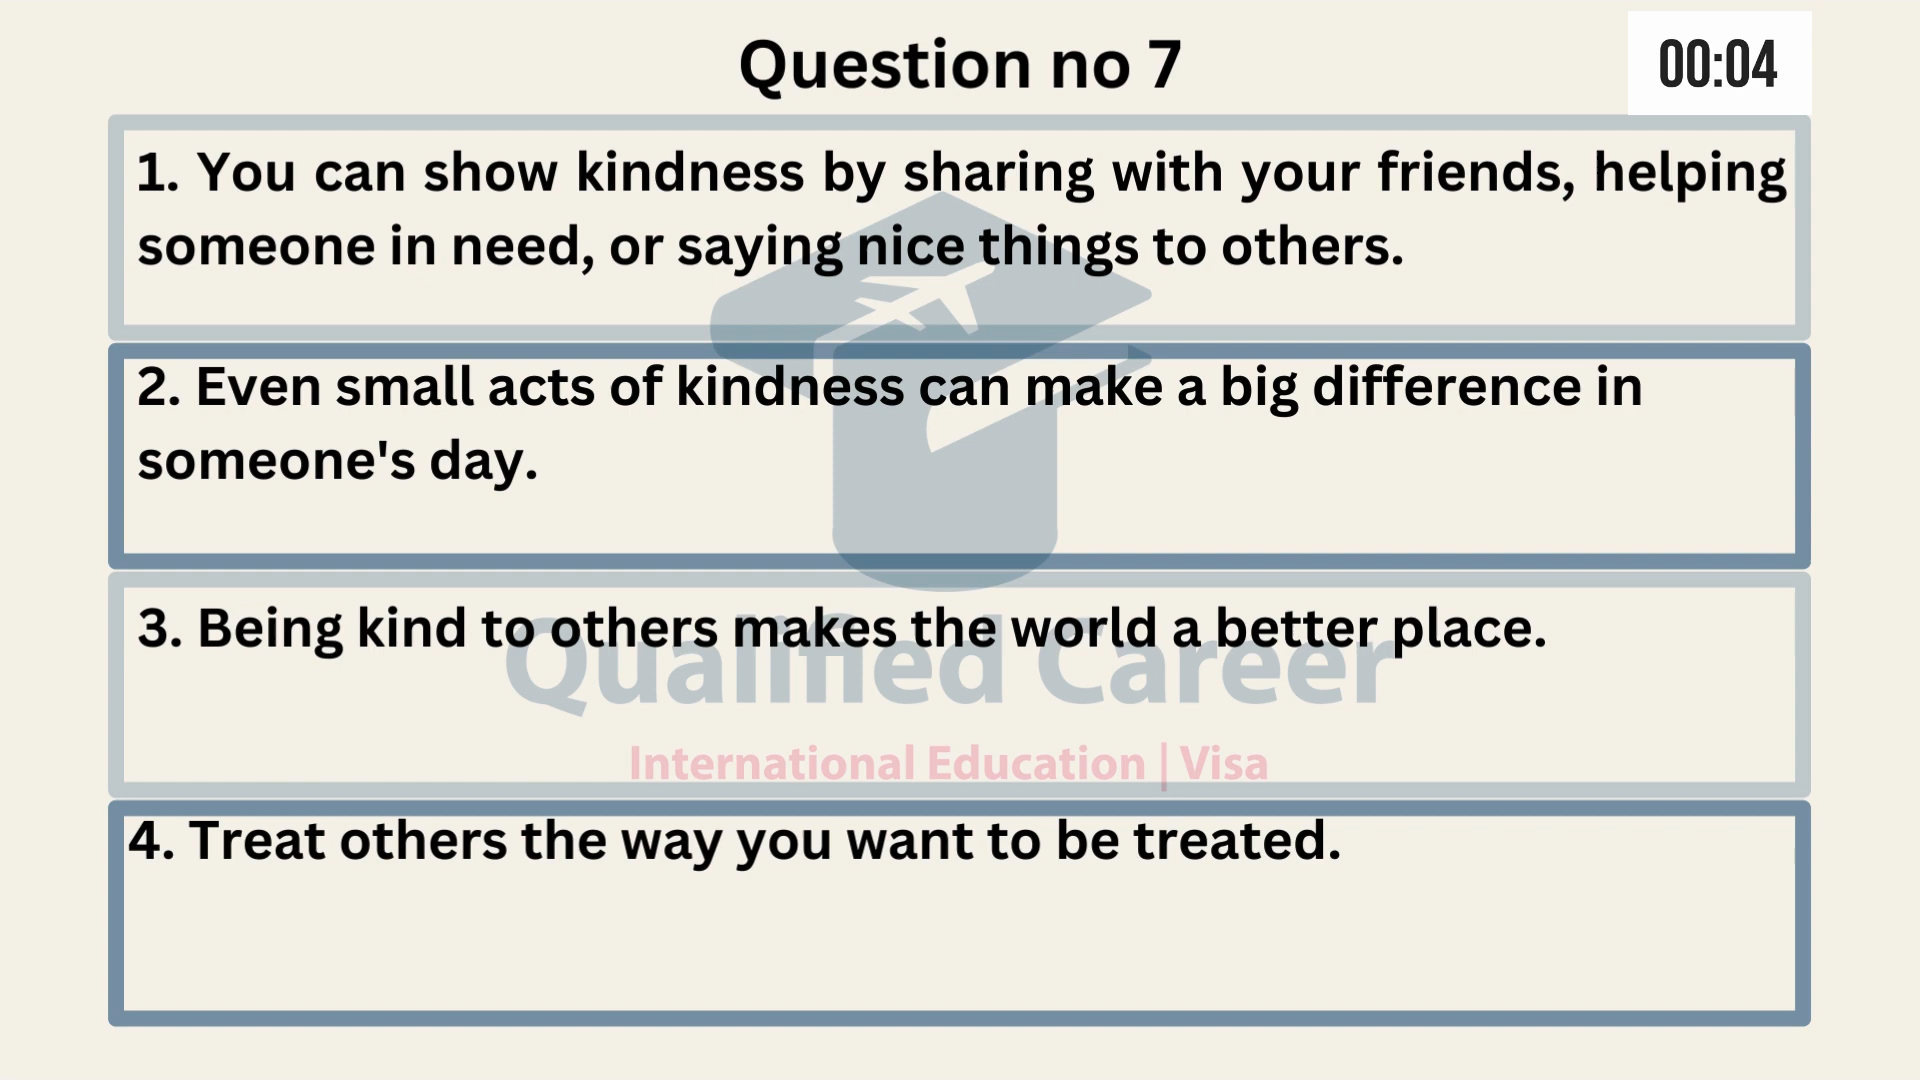 Question no 7
00:04
1. You can show kindness by sharing with your friends, helping
someone in need, or saying nice things to others.
2. Even small acts of kindness can make a big difference in
someone's day.
3. Being kind to others makes the world a better place.
Qualified Career
International Education | Visa
4. Treat others the way you want to be treated.